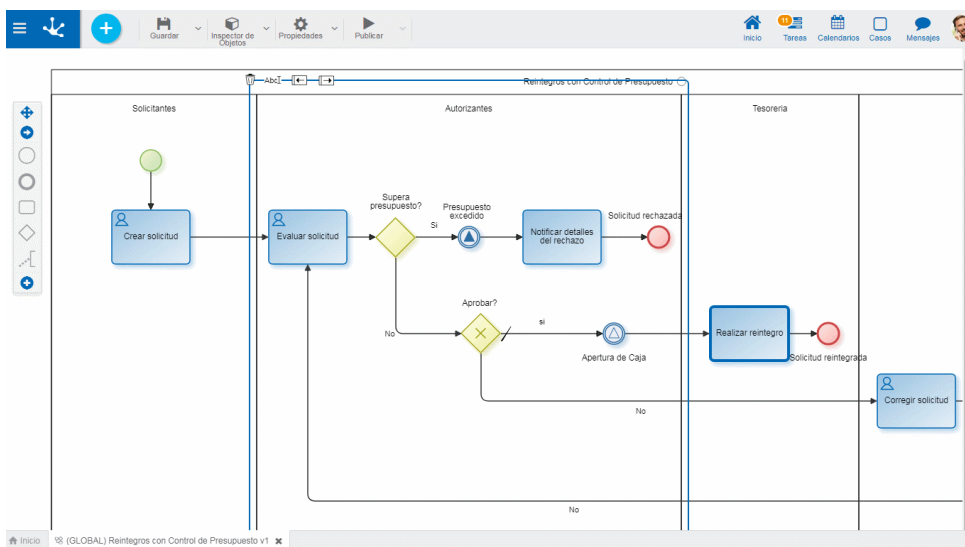 Guardar
Inspector de
Objetos
Propiedades
Publicar
Inicio
11
Tareas
Calendarios
Casos
Mensajes
Abc
Reintegros con Control de Presupuesto
Solicitantes
Autorizantes
Tesoreria
Supera
presupuesto?
Presupuesto
excedido
Solicitud rechazada
Si
Crear solicitud
Evaluar solicitud
Notificar detalles
del rechazo
Aprobar?
No
si
Realizar reintegro
Apertura de Caja
Solicitud reintegrada
Corregir solicitud
No
No
Inicio
(GLOBAL) Reintegros con Control de Presupuesto v1